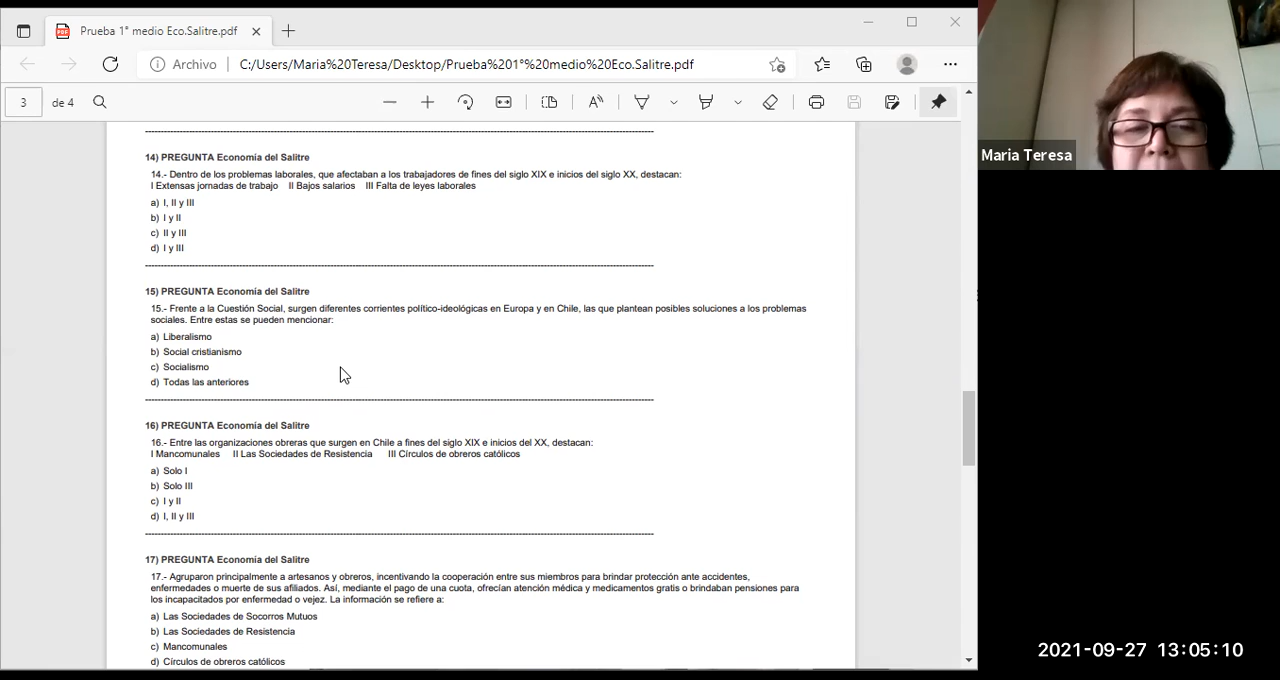 Prueba 1° medio Eco.Salitre.pdf
Archivo
C:/Users/Maria%20Teresa/Desktop/Prueba%201°%20medio%20Eco.Salitre.pdf
3 de 4
14) PREGUNTA Economía del Salitre
14.- Dentro de los problemas laborales, que afectaban a los trabajadores de fines del siglo XIX e inicios del siglo XX, destacan:
I Extensas jornadas de trabajo II Bajos salarios III Falta de leyes laborales
a) I, II y III
b) I y II
c) II y III
d) I y III
15) PREGUNTA Economía del Salitre
15.- Frente a la Cuestión Social, surgen diferentes corrientes político-ideológicas en Europa y en Chile, las que plantean posibles soluciones a los problemas
sociales. Entre estas se pueden mencionar:
a) Liberalismo
b) Social cristianismo
c) Socialismo
d) Todas las anteriores
16) PREGUNTA Economía del Salitre
16.- Entre las organizaciones obreras que surgen en Chile a fines del siglo XIX e inicios del XX, destacan:
I Mancomunales II Las Sociedades de Resistencia III Círculos de obreros católicos
a) Solo I
b) Solo III
c) I y II
d) I, II y III
17) PREGUNTA Economía del Salitre
17.- Agruparon principalmente a artesanos y obreros, incentivando la cooperación entre sus miembros para brindar protección ante accidentes,
enfermedades o muerte de sus afiliados. Así, mediante el pago de una cuota, ofrecían atención médica y medicamentos gratis o brindaban pensiones para
los incapacitados por enfermedad o vejez. La información se refiere a:
a) Las Sociedades de Socorros Mutuos
b) Las Sociedades de Resistencia
c) Mancomunales
d) Círculos de obreros católicos
Maria Teresa
2021-09-27 13:05:10